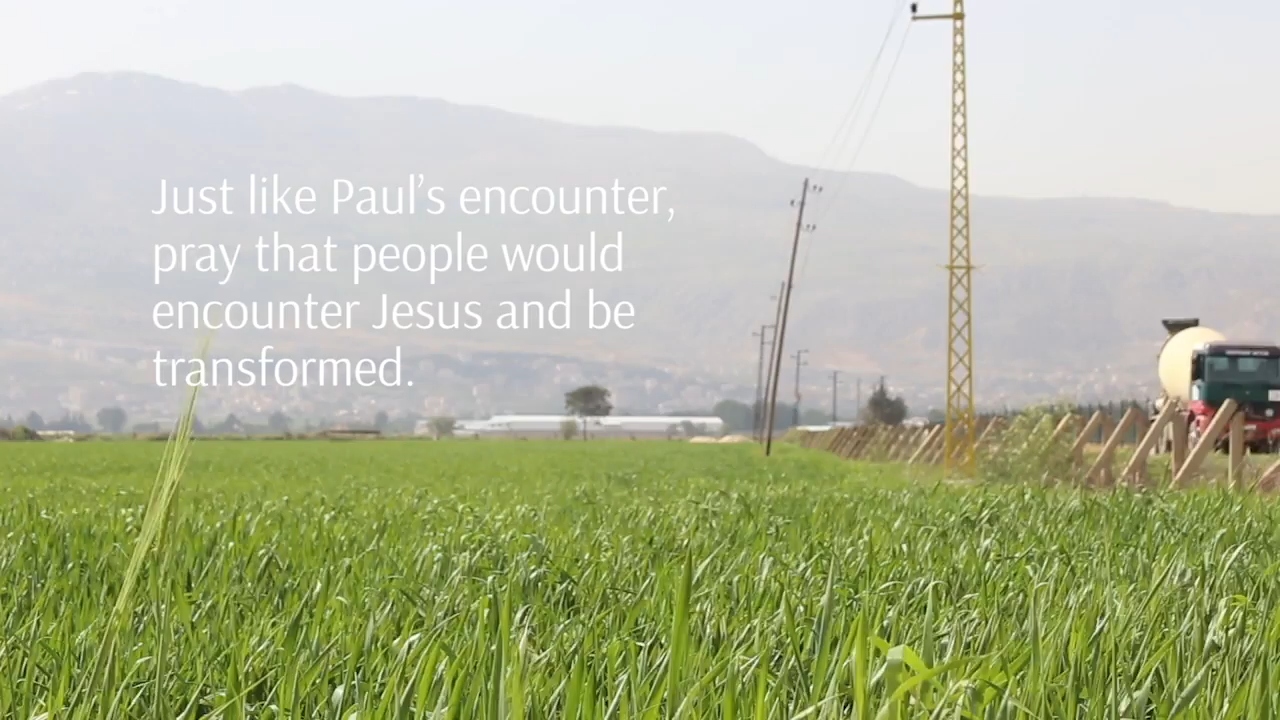 Just like Paul’s encounter,
pray that people would
encounter Jesus and be
transformed.